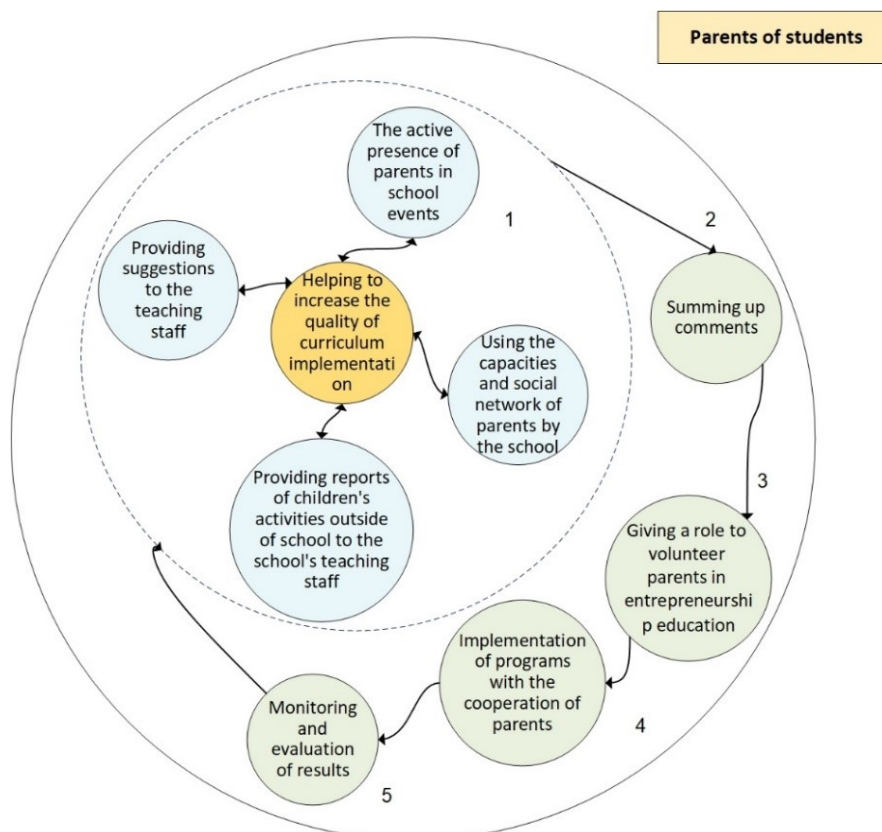 Parents of students
The active
presence of
parents in
school
events
1
2
Providing
suggestions
to the
teaching
staff
Helping to
increase the
quality of
curriculum
implementati
on
Summing up
comments
Using the
capacities
and social
network of
parents by
the school
Providing reports
of children's
activities outside
of school to the
school's teaching
staff
3
Giving a role to
volunteer
parents in
entrepreneurshi
p education
Implementation
of programs
with the
cooperation of
parents
4
Monitoring
and
evaluation
of results
5